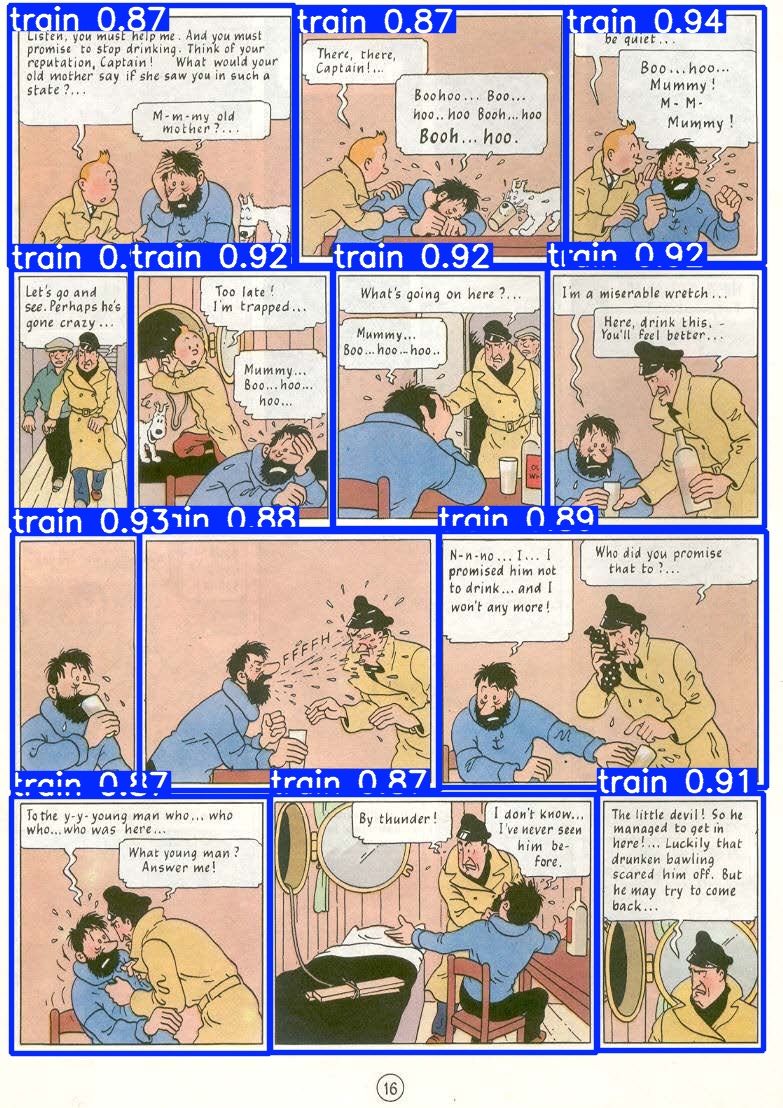 train 0.87
Listen, you must help me. And you must
promise to stop drinking. Think of your
reputation, Captain! What would your
old mother say if she saw you in such a
state?...
M-m-my old
mother?...
train 0.87
There, there,
Captain!...
Boohoo... Boo...
hoo..hoo Booh...hoo
Booh...hoo.
train 0.94
be quiet...
Boo...hoo...
Mummy!
M-M-
Mummy!
train 0.
Let's go and
see. Perhaps he's
gone crazy...
train 0.92
Too late!
I'm trapped...
Mummy...
Boo...hoo...
hoo...
train 0.92
What's going on here?...
Mummy...
Boo...hoo...hoo..
train 0.92
I'm a miserable wretch...
Here, drink this, -
You'll feel better...
train 0.93
ain 0.88
FFFFH
train 0.89
N-n-no... I... I
promised him not
to drink...and I
won't any more!
Who did you promise
that to?...
train 0.87
To the y-y-young man who... who
who...who was here...
What young man?
Answer me!
train 0.87
By thunder!
I don't know...
I've never seen
him be-
fore.
train 0.91
The little devil! So he
managed to get in
here!... Luckily that
drunken bawling
scared him off. But
he may try to come
back...
16